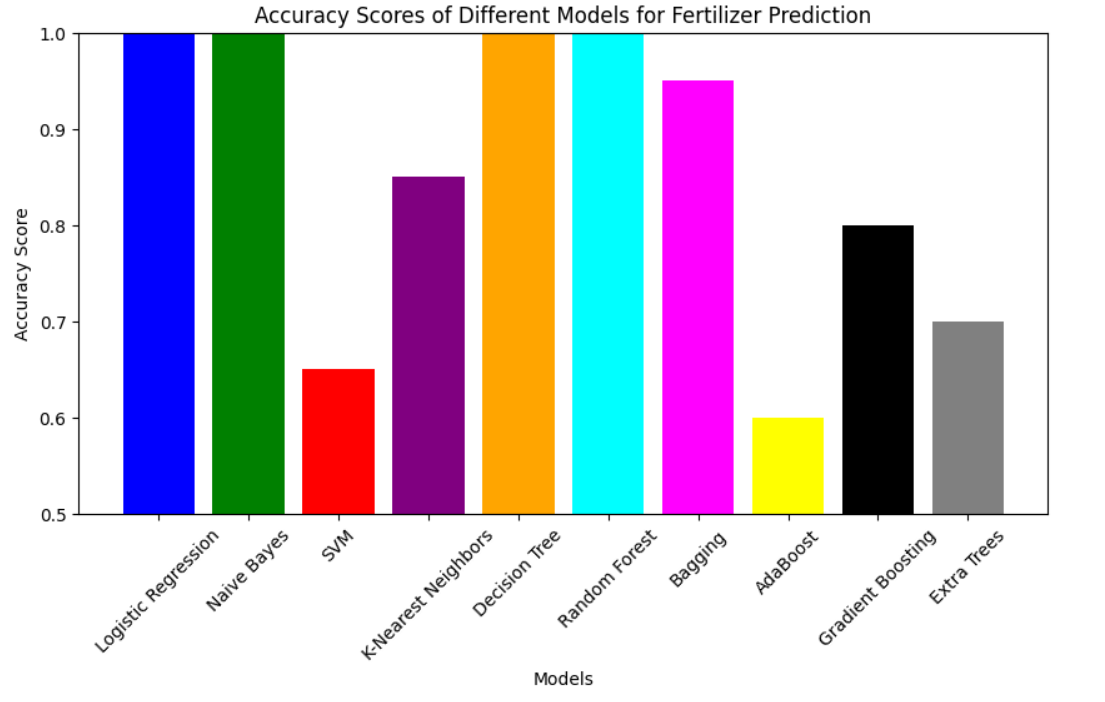 Accuracy Scores of Different Models for Fertilizer Prediction
1.0
0.9
0.8
0.7
0.6
0.5
Accuracy Score
Logistic Regression
Naive Bayes
SVM
K-Nearest Neighbors
Decision Tree
Random Forest
Bagging
AdaBoost
Gradient Boosting
Extra Trees
Models